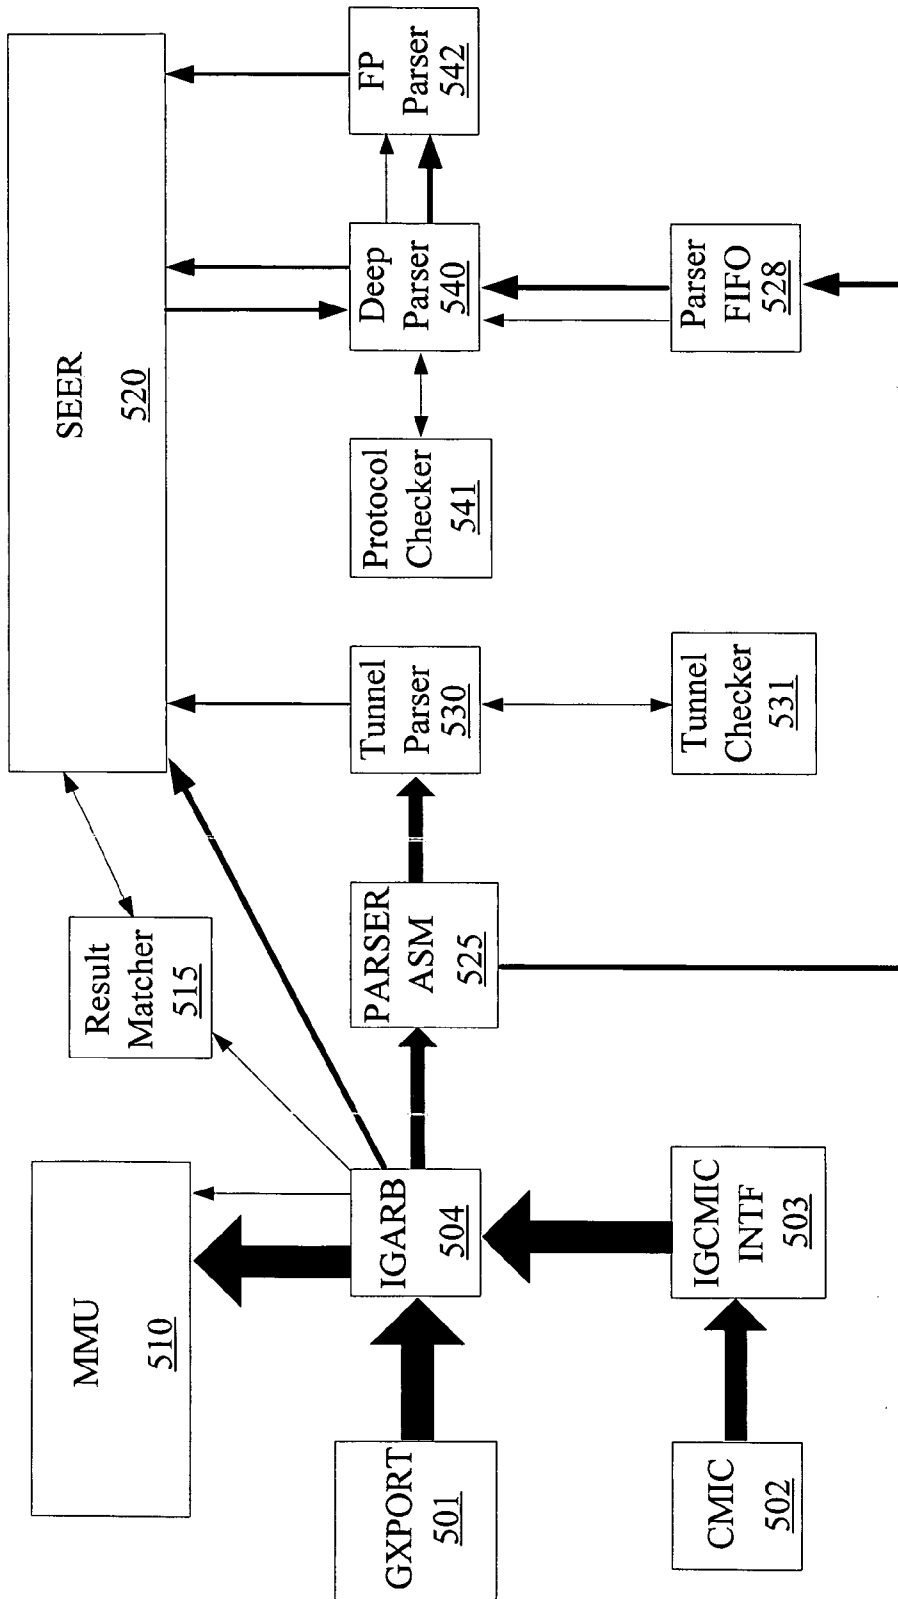 MMU
510
Result
Matcher
515
SEER
520
GXPORT
501
IGARB
504
PARSER
ASM
525
Tunnel
Parser
530
Protocol
Checker
541
Deep
Parser
540
FP
Parser
542
CMIC
502
IGCMIC
INTF
503
Tunnel
Checker
531
Parser
FIFO
528